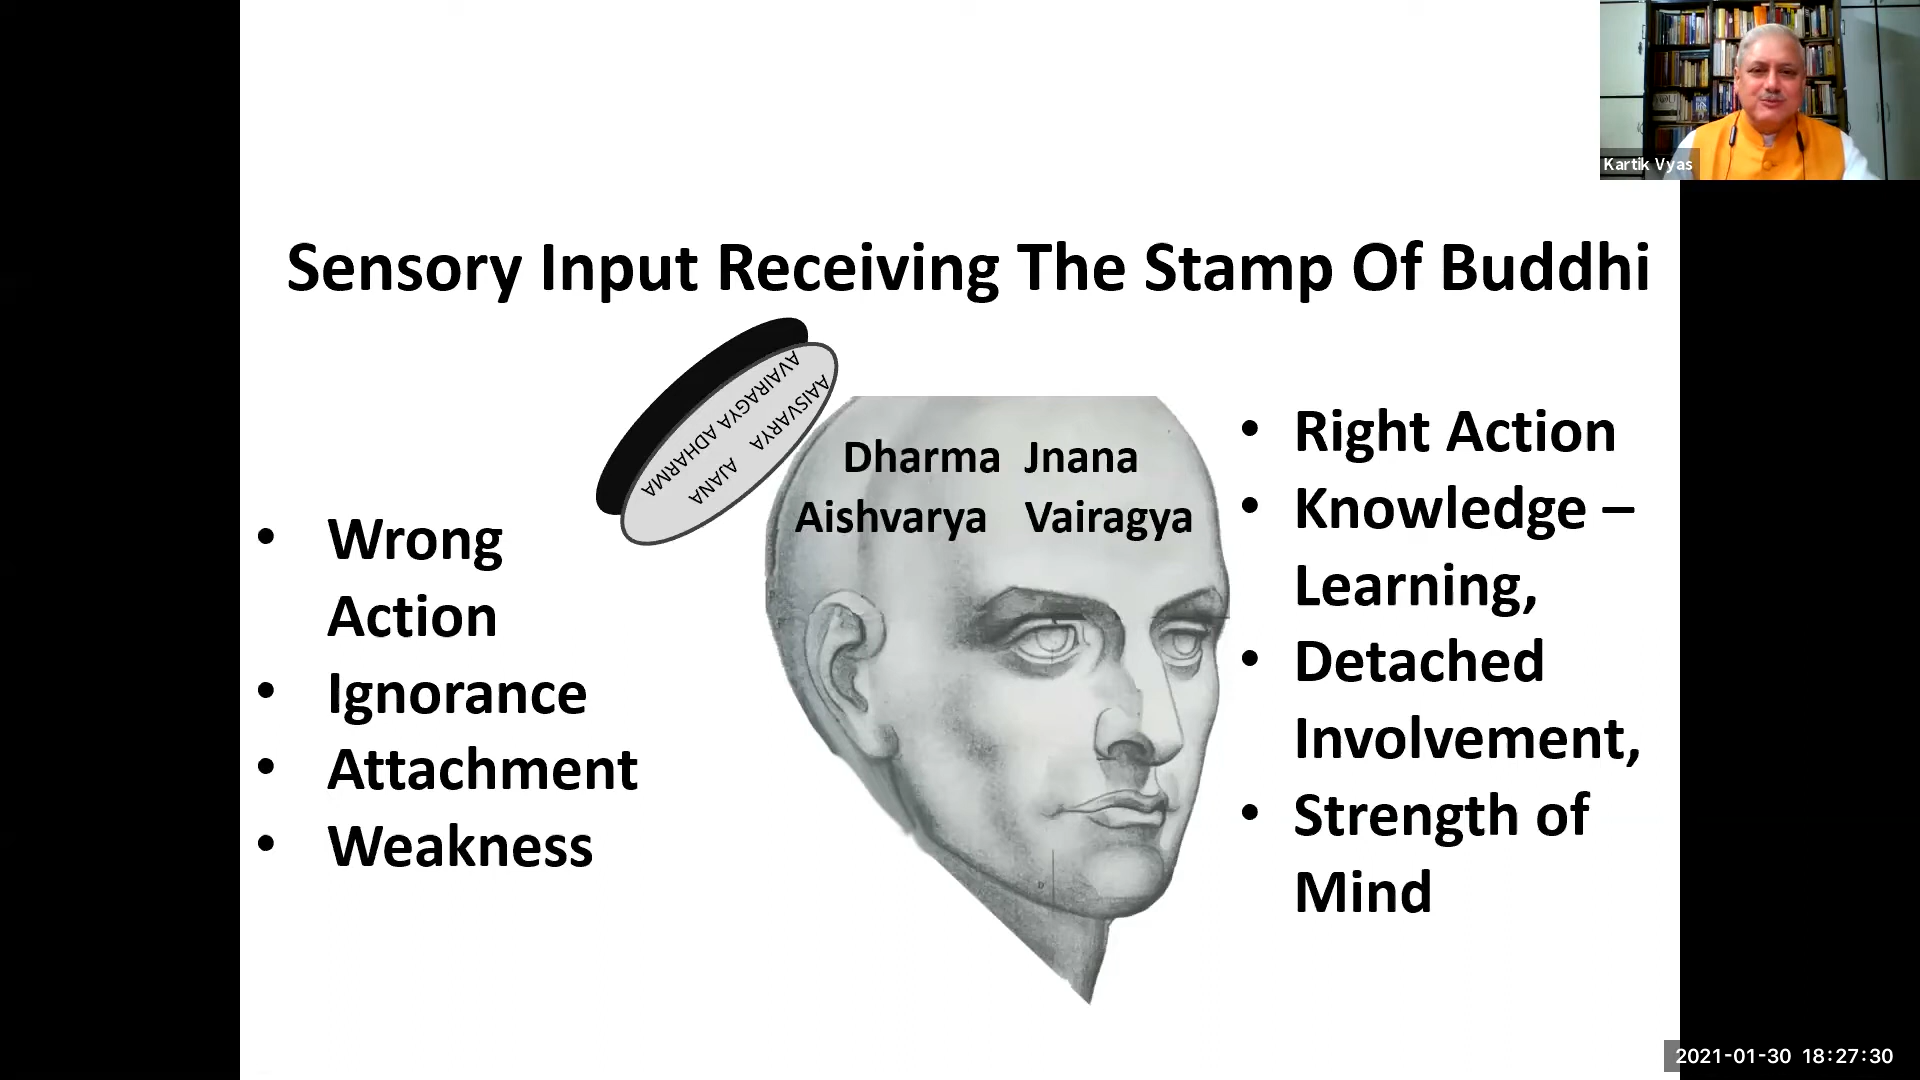 Kartik Vyas
Sensory Input Receiving The Stamp Of Buddhi
AVAIRAGYA ADHARMA
AAISVARYA AJANA
Dharma Jnana
Aishvarya Vairagya
• Wrong
Action
• Ignorance
• Attachment
• Weakness
• Right Action
• Knowledge –
Learning,
• Detached
Involvement,
• Strength of
Mind
D
2021-01-30 18:27:30